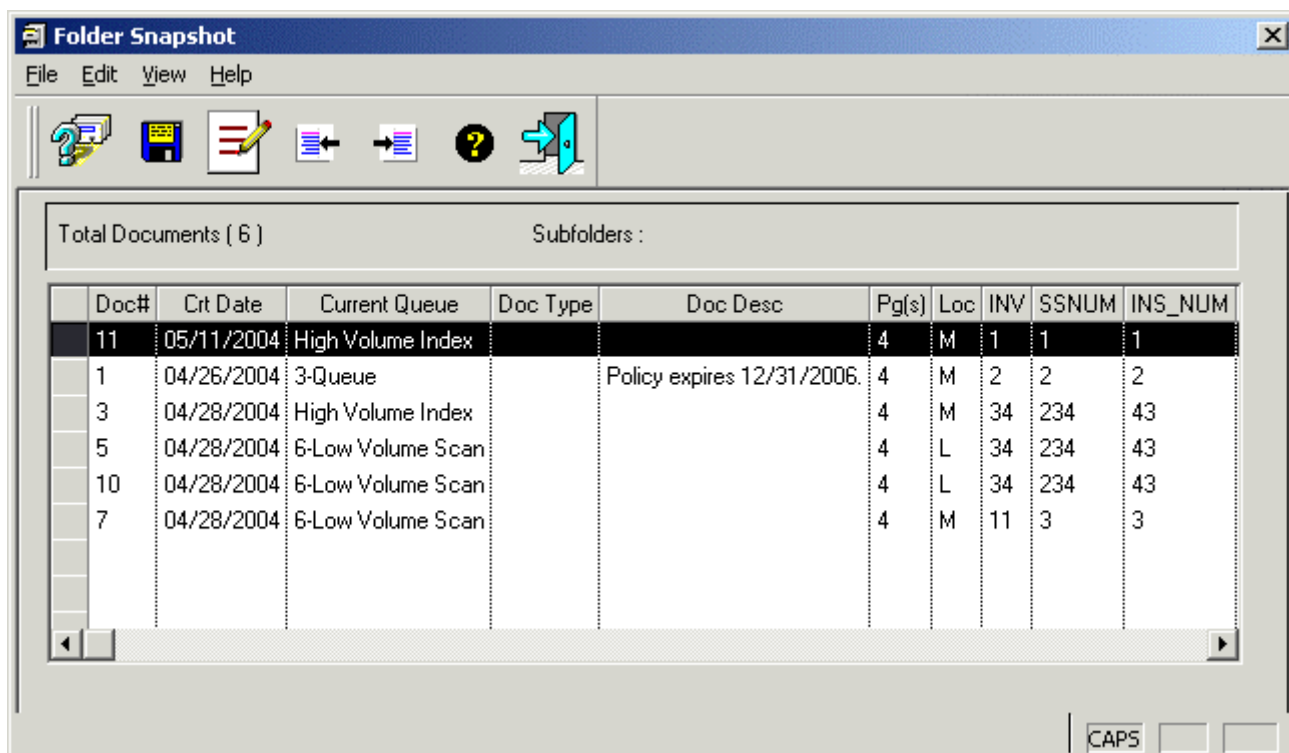 Folder Snapshot
File Edit View Help
Total Documents ( 6 ) Subfolders :
Doc# Crt Date Current Queue Doc Type Doc Desc Pg(s) Loc INV SSNUM INS_NUM
11 05/11/2004 High Volume Index 4 M 1 1 1
1 04/26/2004 3-Queue Policy expires 12/31/2006. 4 M 2 2 2
3 04/28/2004 High Volume Index 4 M 34 234 43
5 04/28/2004 6-Low Volume Scan 4 L 34 234 43
10 04/28/2004 6-Low Volume Scan 4 L 34 234 43
7 04/28/2004 6-Low Volume Scan 4 M 11 3 3
CAPS